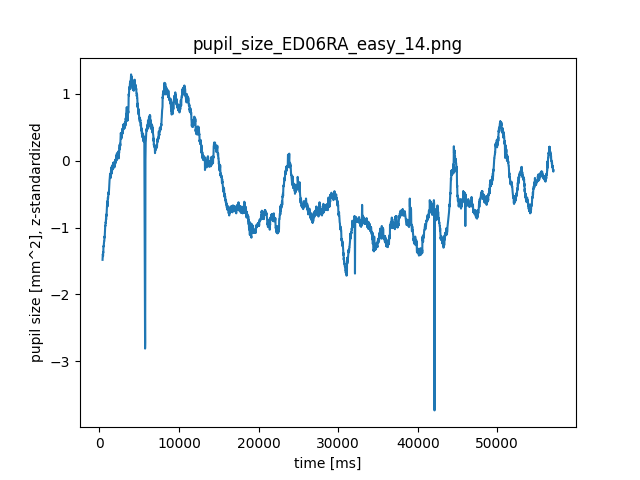 pupil_size_ED06RA_easy_14.png
pupil size [mm^2], z-standardized
1
0
−1
−2
−3
0 10000 20000 30000 40000 50000
time [ms]